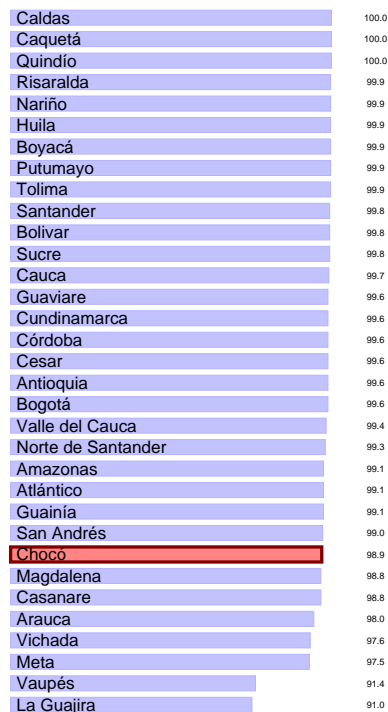 Caldas 100.0
Caquetá 100.0
Quindío 100.0
Risaralda 99.9
Nariño 99.9
Huila 99.9
Boyacá 99.9
Putumayo 99.9
Tolima 99.9
Santander 99.8
Bolivar 99.8
Sucre 99.8
Cauca 99.7
Guaviare 99.6
Cundinamarca 99.6
Córdoba 99.6
Cesar 99.6
Antioquia 99.6
Bogotá 99.6
Valle del Cauca 99.4
Norte de Santander 99.3
Amazonas 99.1
Atlántico 99.1
Guainía 99.1
San Andrés 99.0
Chocó 98.9
Magdalena 98.8
Casanare 98.8
Arauca 98.0
Vichada 97.6
Meta 97.5
Vaupés 91.4
La Guajira 91.0